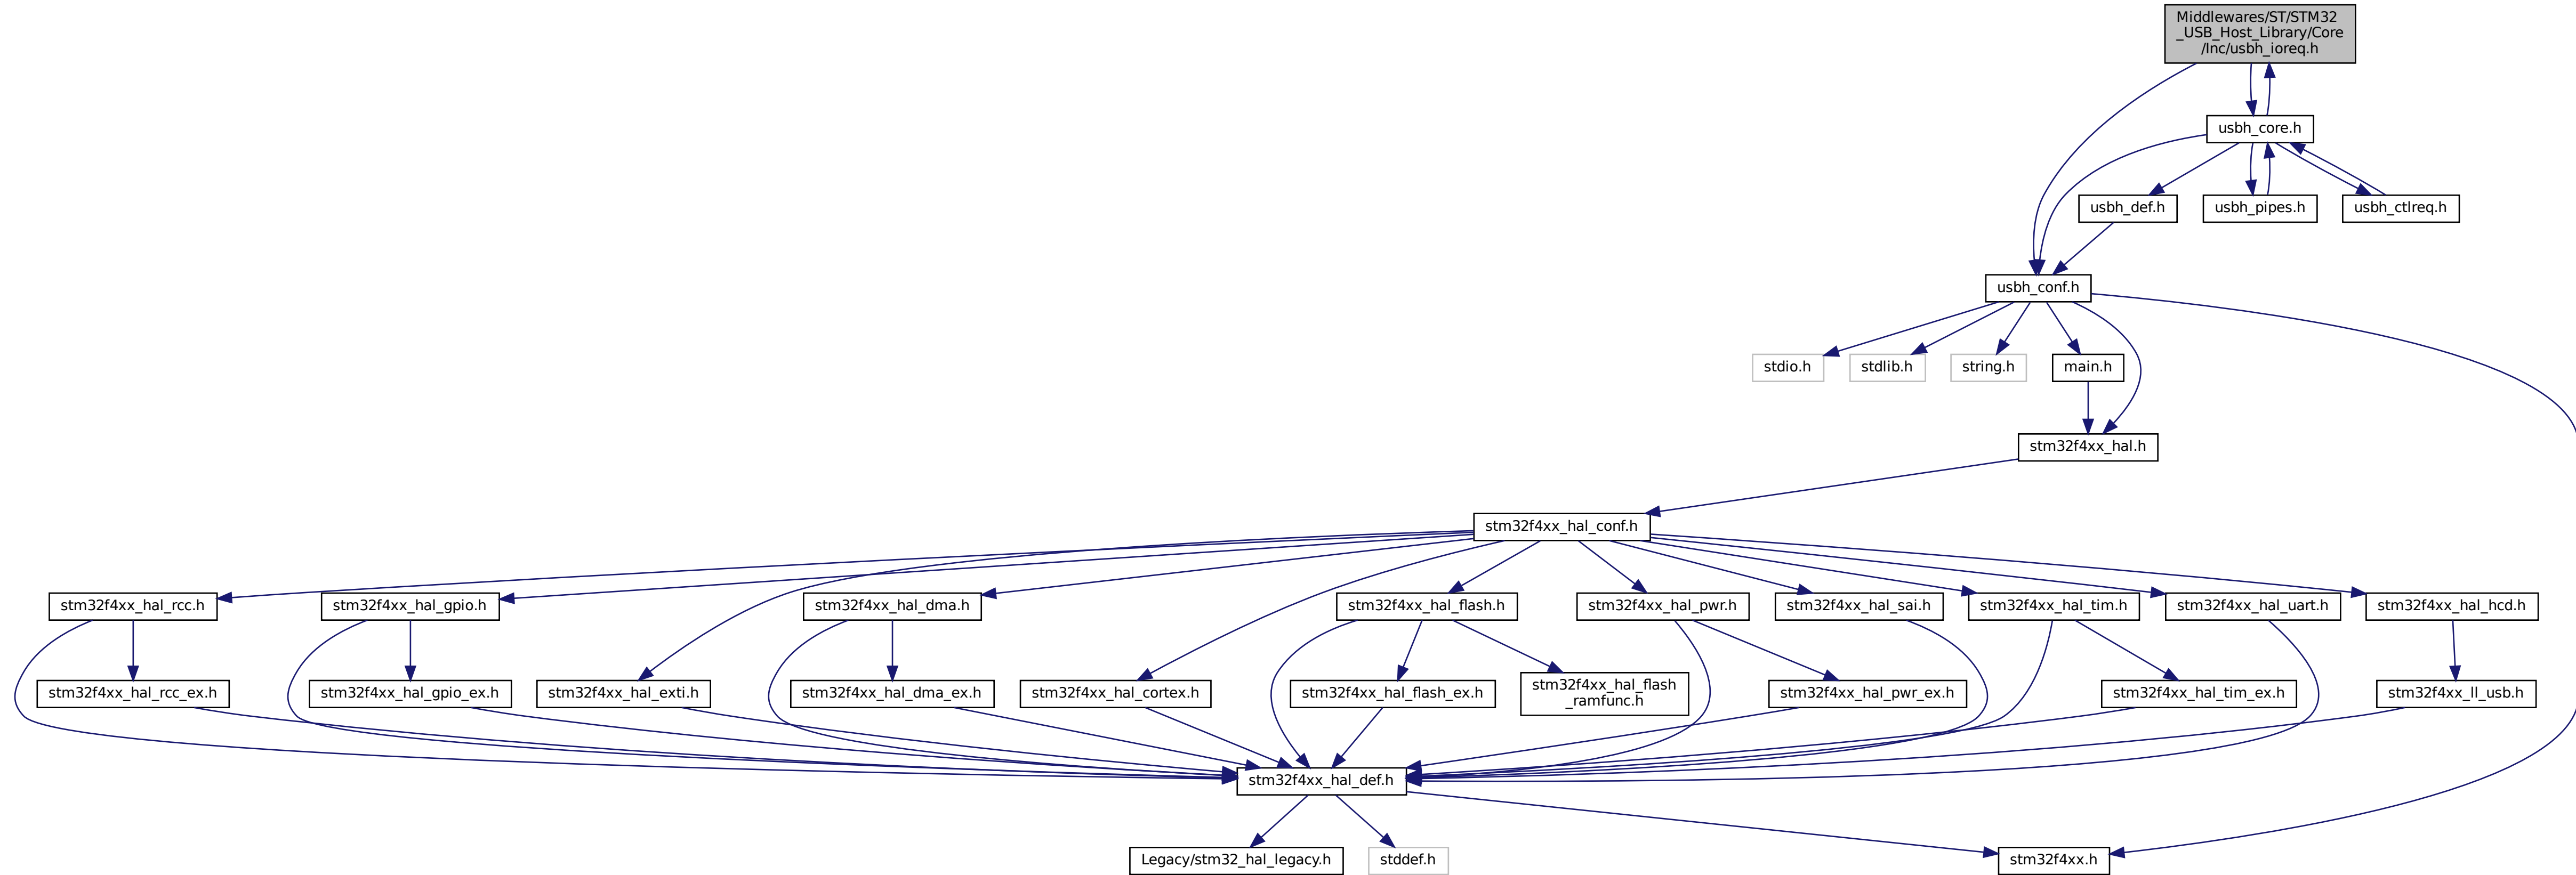 Middlewares/ST/STM32
_USB_Host_Library/Core
/Inc/usbh_ioreq.h
usbh_core.h
usbh_def.h
usbh_pipes.h
usbh_ctlreq.h
usbh_conf.h
stdio.h
stdlib.h
string.h
main.h
stm32f4xx_hal.h
stm32f4xx_hal_conf.h
stm32f4xx_hal_rcc.h
stm32f4xx_hal_gpio.h
stm32f4xx_hal_dma.h
stm32f4xx_hal_flash.h
stm32f4xx_hal_pwr.h
stm32f4xx_hal_sai.h
stm32f4xx_hal_tim.h
stm32f4xx_hal_uart.h
stm32f4xx_hal_hcd.h
stm32f4xx_hal_rcc_ex.h
stm32f4xx_hal_gpio_ex.h
stm32f4xx_hal_exti.h
stm32f4xx_hal_dma_ex.h
stm32f4xx_hal_cortex.h
stm32f4xx_hal_flash_ex.h
stm32f4xx_hal_flash
_ramfunc.h
stm32f4xx_hal_pwr_ex.h
stm32f4xx_hal_tim_ex.h
stm32f4xx_ll_usb.h
stm32f4xx_hal_def.h
Legacy/stm32_hal_legacy.h
stddef.h
stm32f4xx.h